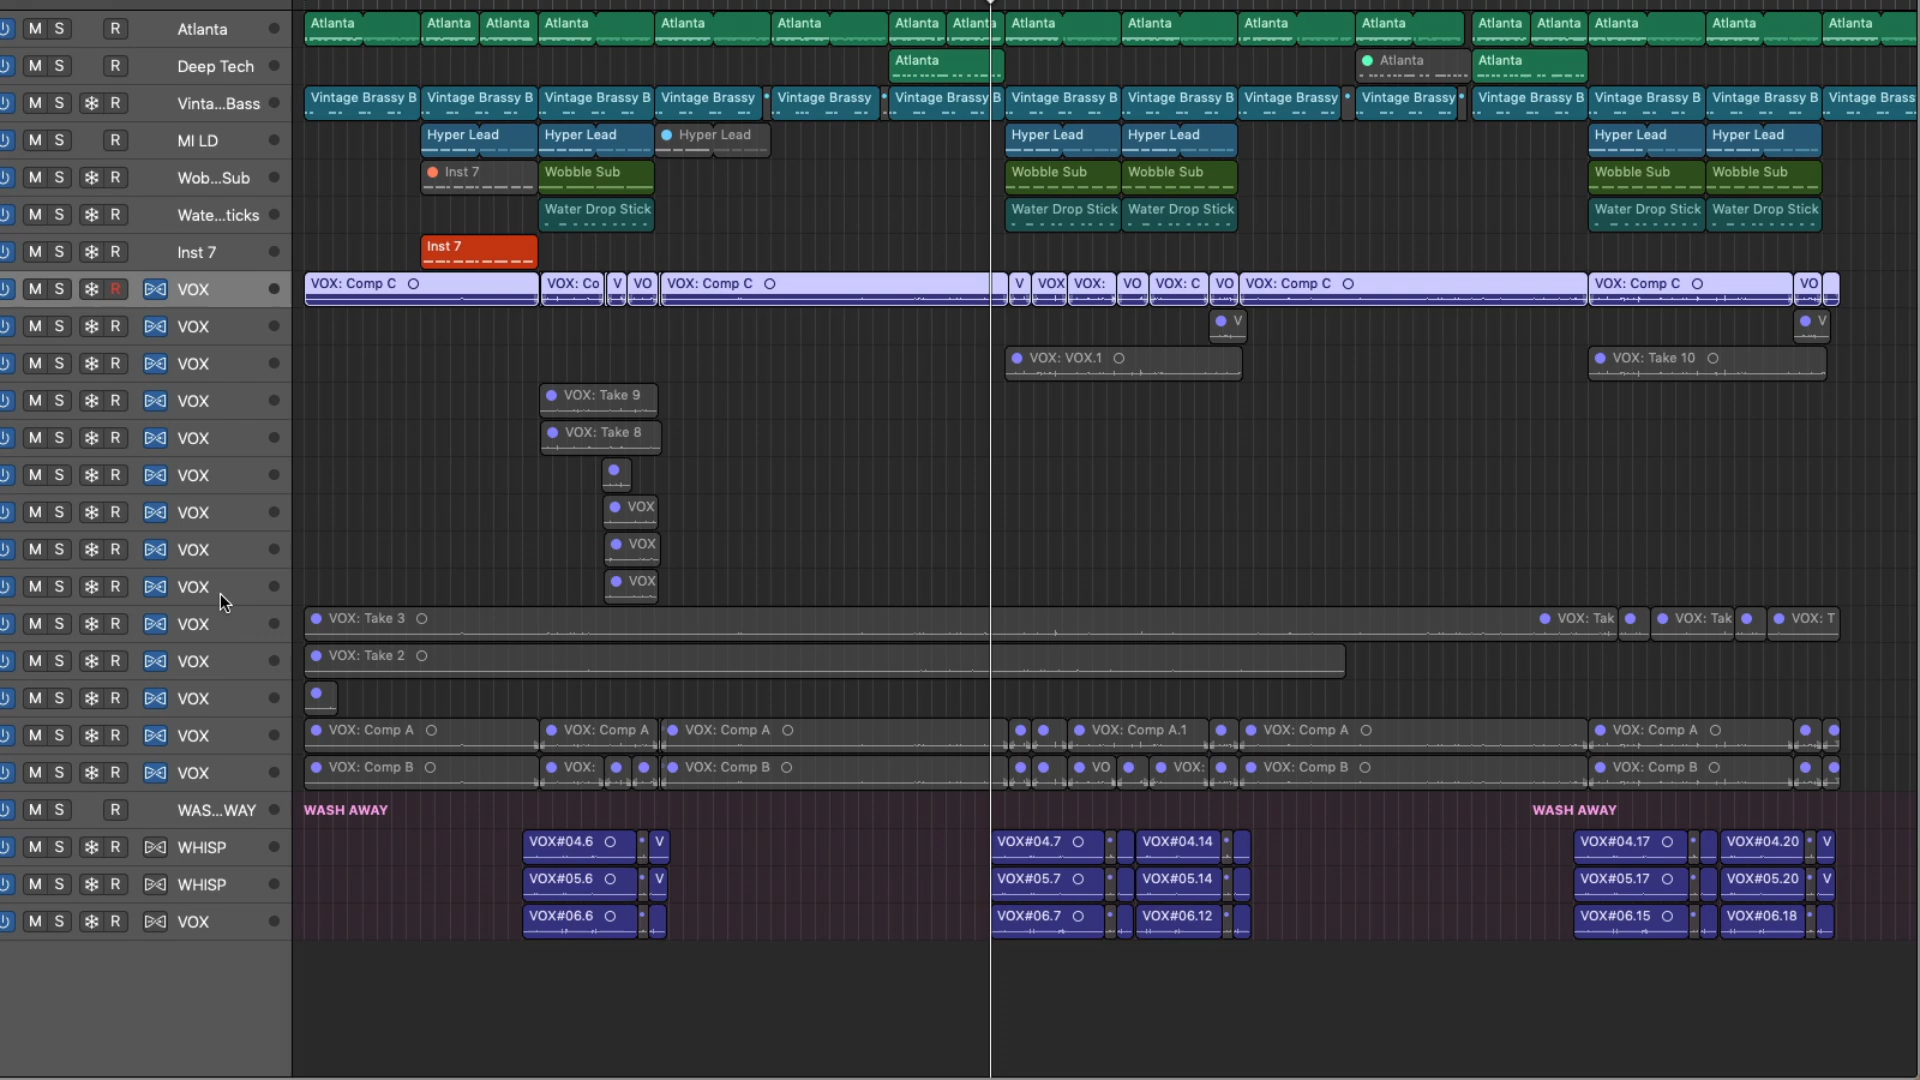 M S R Atlanta Atlanta Atlanta Atlanta Atlanta Atlanta Atlanta Atlanta Atlanta Atlanta Atlanta Atlanta Atlanta Atlanta Atlanta Atlanta Atlanta Atlanta
M S R Deep Tech Atlanta Atlanta Atlanta
M S R Vinta...Bass Vintage Brassy B Vintage Brassy B Vintage Brassy B Vintage Brassy Vintage Brassy Vintage Brassy B Vintage Brassy B Vintage Brassy B Vintage Brassy Vintage Brassy Vintage Brassy B Vintage Brassy B Vintage Brassy B Vintage Brass
M S R MI LD Hyper Lead Hyper Lead Hyper Lead Hyper Lead Hyper Lead Hyper Lead Hyper Lead
M S R Wob...Sub Inst 7 Wobble Sub Wobble Sub Wobble Sub Wobble Sub Wobble Sub
M S R Wate...ticks Water Drop Stick Water Drop Stick Water Drop Stick Water Drop Stick Water Drop Stick
M S R Inst 7 Inst 7
M S R VOX VOX: Comp C VOX: Co V VO VOX: Comp C V VOX VOX: VO VOX: C VO VOX: Comp C VOX: Comp C VO
M S R VOX V V
M S R VOX VOX: VOX.1 VOX: Take 10
M S R VOX VOX: Take 9
M S R VOX VOX: Take 8
M S R VOX
M S R VOX VOX
M S R VOX VOX
M S R VOX VOX
M S R VOX VOX: Take 3 VOX: Tak VOX: Tak VOX: T
M S R VOX VOX: Take 2
M S R VOX
M S R VOX VOX: Comp A VOX: Comp A VOX: Comp A VOX: Comp A.1 VOX: Comp A VOX: Comp A
M S R VOX VOX: Comp B VOX: VOX: Comp B VO VOX: VOX: Comp B VOX: Comp B
M S R WAS...WAY WASH AWAY WASH AWAY
M S R WHISP VOX#04.6 V VOX#04.7 VOX#04.14 VOX#04.17 VOX#04.20 V
M S R WHISP VOX#05.6 V VOX#05.7 VOX#05.14 VOX#05.17 VOX#05.20 V
M S R VOX VOX#06.6 VOX#06.7 VOX#06.12 VOX#06.15 VOX#06.18